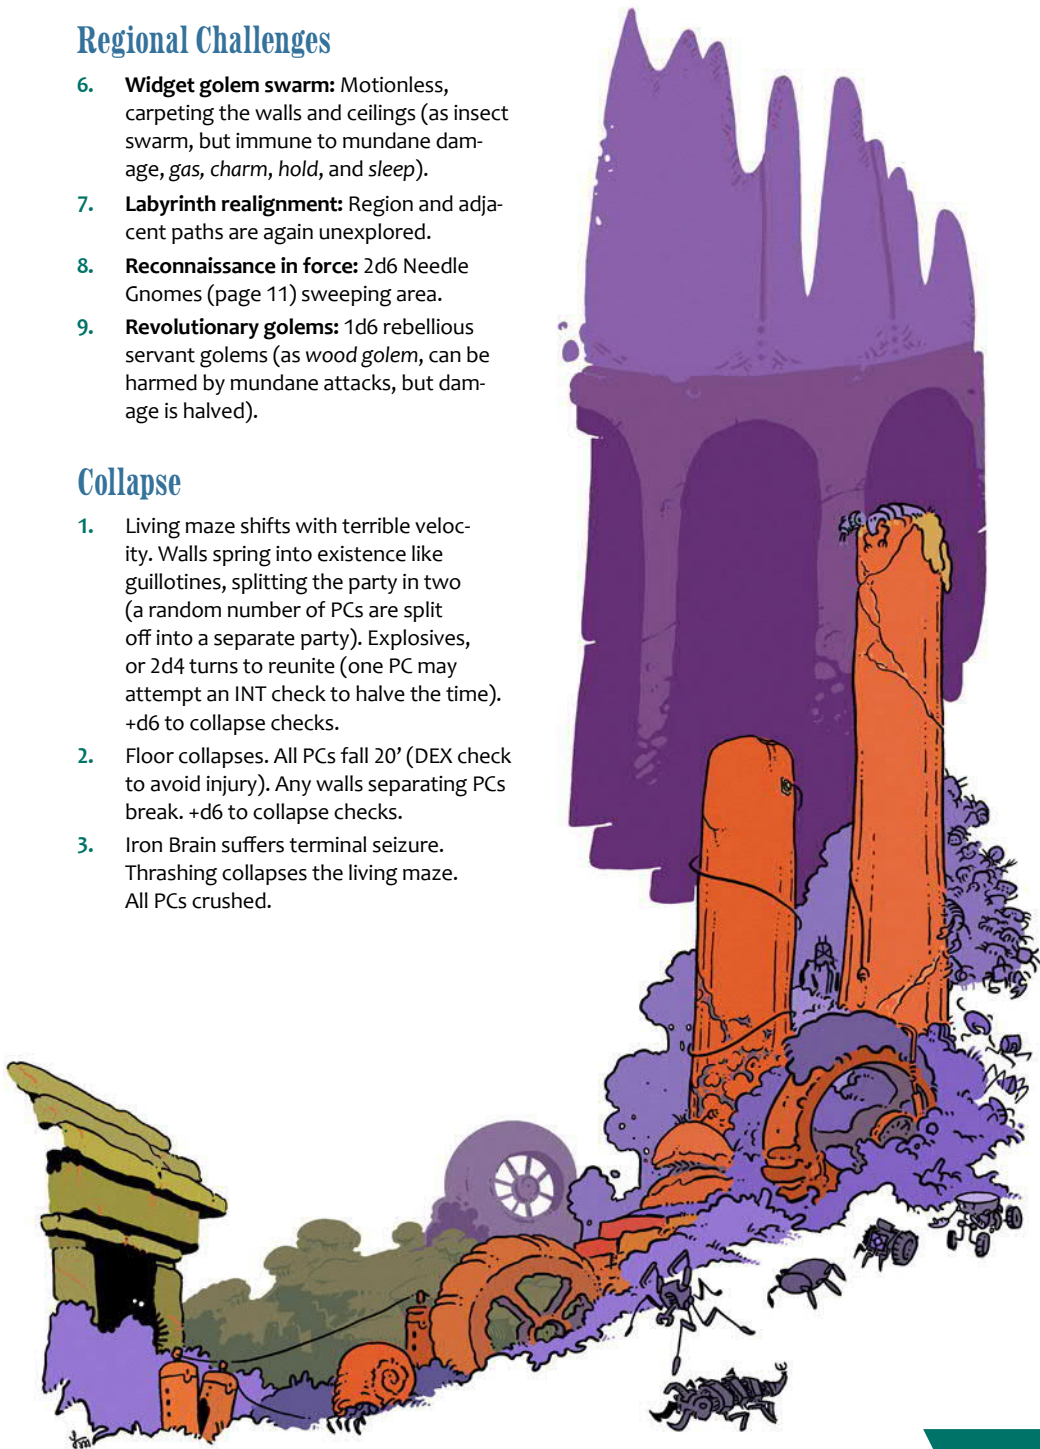 Regional Challenges
6. Widget golem swarm: Motionless,
carpeting the walls and ceilings (as insect
swarm, but immune to mundane dam-
age, gas, charm, hold, and sleep).
7. Labyrinth realignment: Region and adja-
cent paths are again unexplored.
8. Reconnaissance in force: 2d6 Needle
Gnomes (page 11) sweeping area.
9. Revolutionary golems: 1d6 rebellious
servant golems (as wood golem, can be
harmed by mundane attacks, but dam-
age is halved).
Collapse
1. Living maze shifts with terrible veloc-
ity. Walls spring into existence like
guillotines, splitting the party in two
(a random number of PCs are split
off into a separate party). Explosives,
or 2d4 turns to reunite (one PC may
attempt an INT check to halve the time).
+d6 to collapse checks.
2. Floor collapses. All PCs fall 20’ (DEX check
to avoid injury). Any walls separating PCs
break. +d6 to collapse checks.
3. Iron Brain suffers terminal seizure.
Thrashing collapses the living maze.
All PCs crushed.